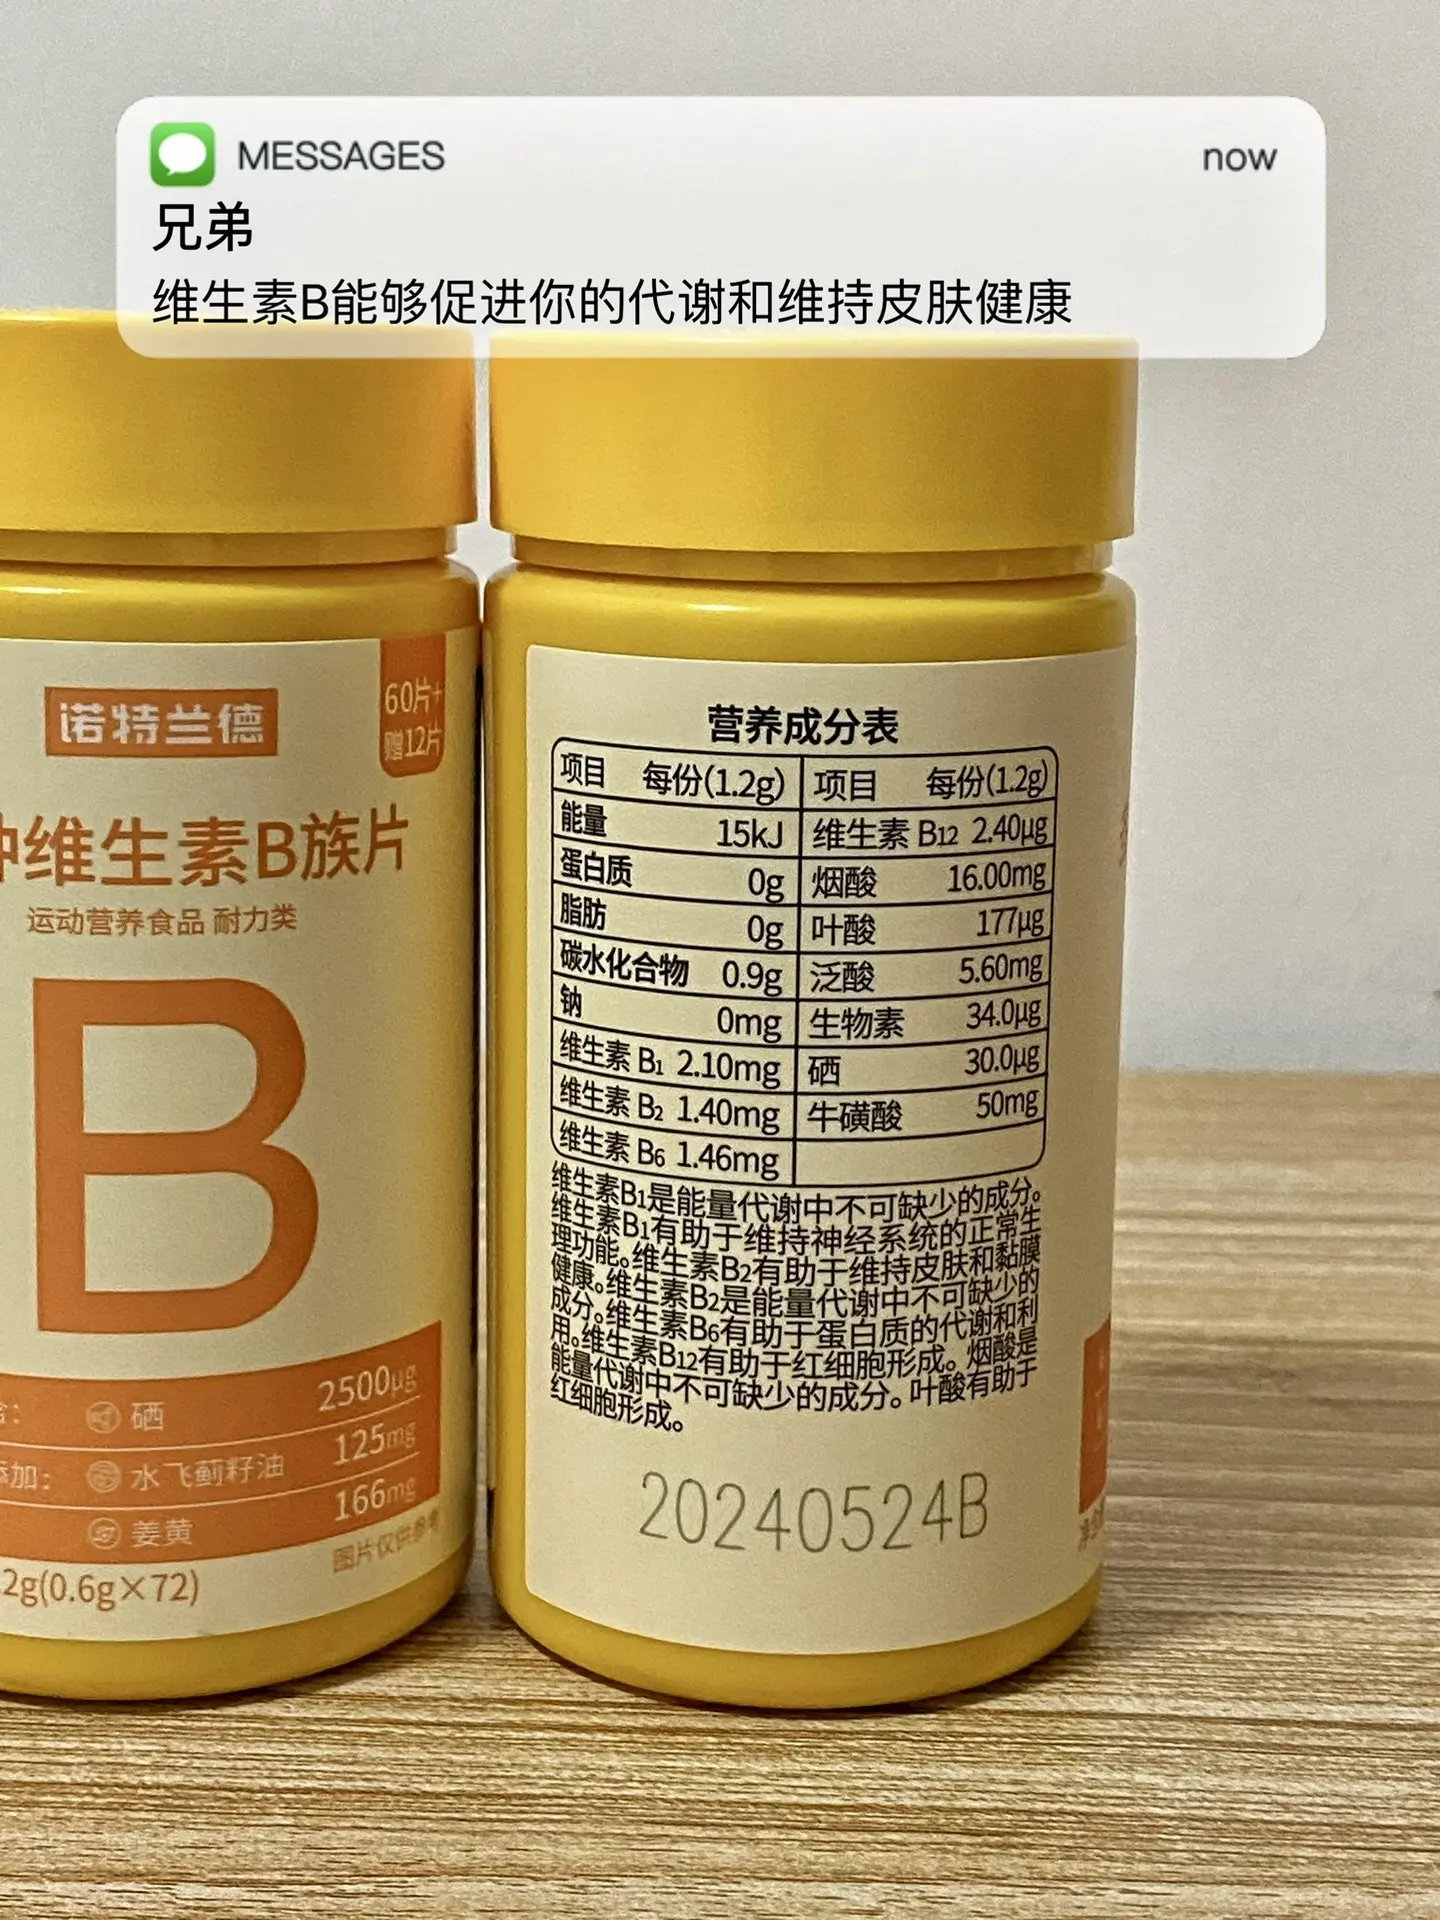 MESSAGES
now
兄弟
维生素B能够促进你的代谢和维持皮肤健康
诺特兰德
60片+
赠12片
种维生素B族片
运动营养食品 耐力类
B
硒 2500μg
添加: 水飞蓟籽油 125mg
姜黄 166mg
图片仅供参考
2g(0.6g×72)
营养成分表
项目 每份(1.2g) 项目 每份(1.2g)
能量 15kJ 维生素 B12 2.40μg
蛋白质 0g 烟酸 16.00mg
脂肪 0g 叶酸 177μg
碳水化合物 0.9g 泛酸 5.60mg
钠 0mg 生物素 34.0μg
维生素 B1 2.10mg 硒 30.0μg
维生素 B2 1.40mg 牛磺酸 50mg
维生素 B6 1.46mg
维生素B1是能量代谢中不可缺少的成分。
维生素B1有助于维持神经系统的正常生
理功能。维生素B2有助于维持皮肤和黏膜
健康。维生素B2是能量代谢中不可缺少的
成分。维生素B6有助于蛋白质的代谢和利
用。维生素B12有助于红细胞形成。烟酸是
能量代谢中不可缺少的成分。叶酸有助于
红细胞形成。
20240524B